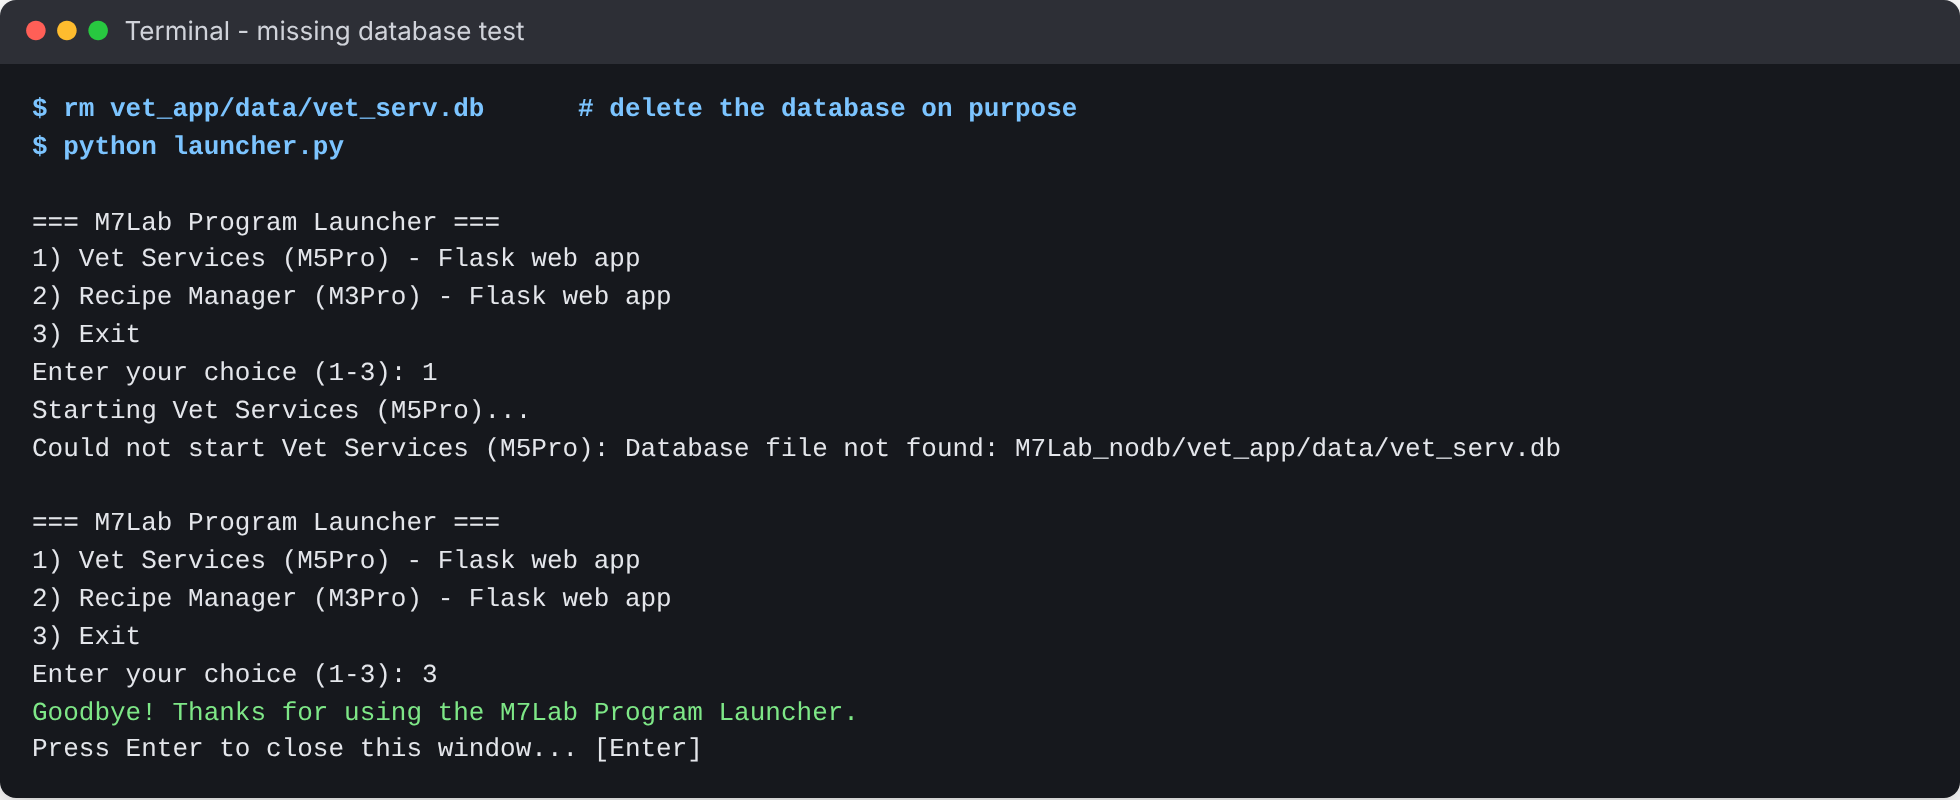 Terminal - missing database test
$ rm vet_app/data/vet_serv.db      # delete the database on purpose
$ python launcher.py
=== M7Lab Program Launcher ===
1) Vet Services (M5Pro) - Flask web app
2) Recipe Manager (M3Pro) - Flask web app
3) Exit
Enter your choice (1-3): 1
Starting Vet Services (M5Pro)...
Could not start Vet Services (M5Pro): Database file not found: M7Lab_nodb/vet_app/data/vet_serv.db
=== M7Lab Program Launcher ===
1) Vet Services (M5Pro) - Flask web app
2) Recipe Manager (M3Pro) - Flask web app
3) Exit
Enter your choice (1-3): 3
Goodbye! Thanks for using the M7Lab Program Launcher.
Press Enter to close this window... [Enter]